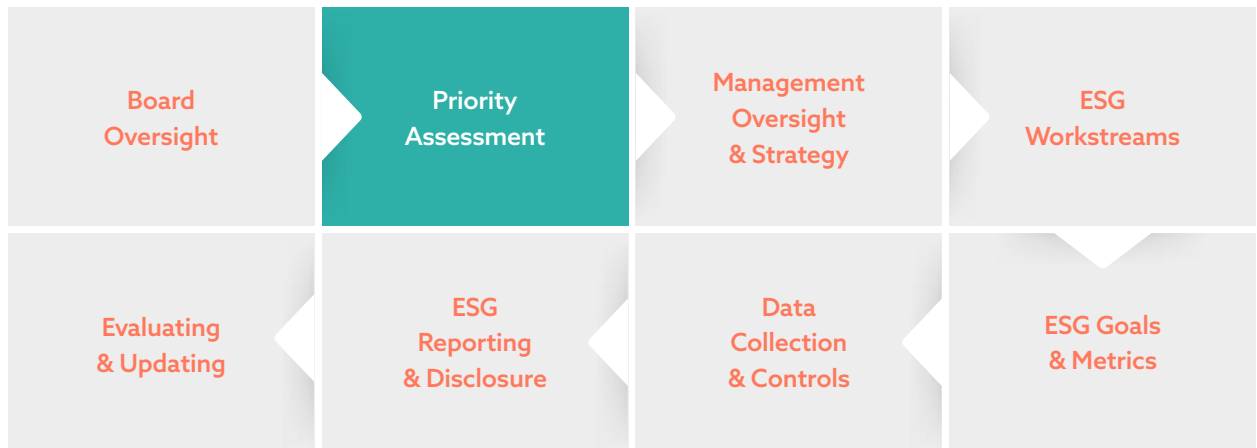 Board
Oversight
Priority
Assessment
Management
Oversight
& Strategy
ESG
Workstreams
Evaluating
& Updating
ESG
Reporting
& Disclosure
Data
Collection
& Controls
ESG Goals
& Metrics